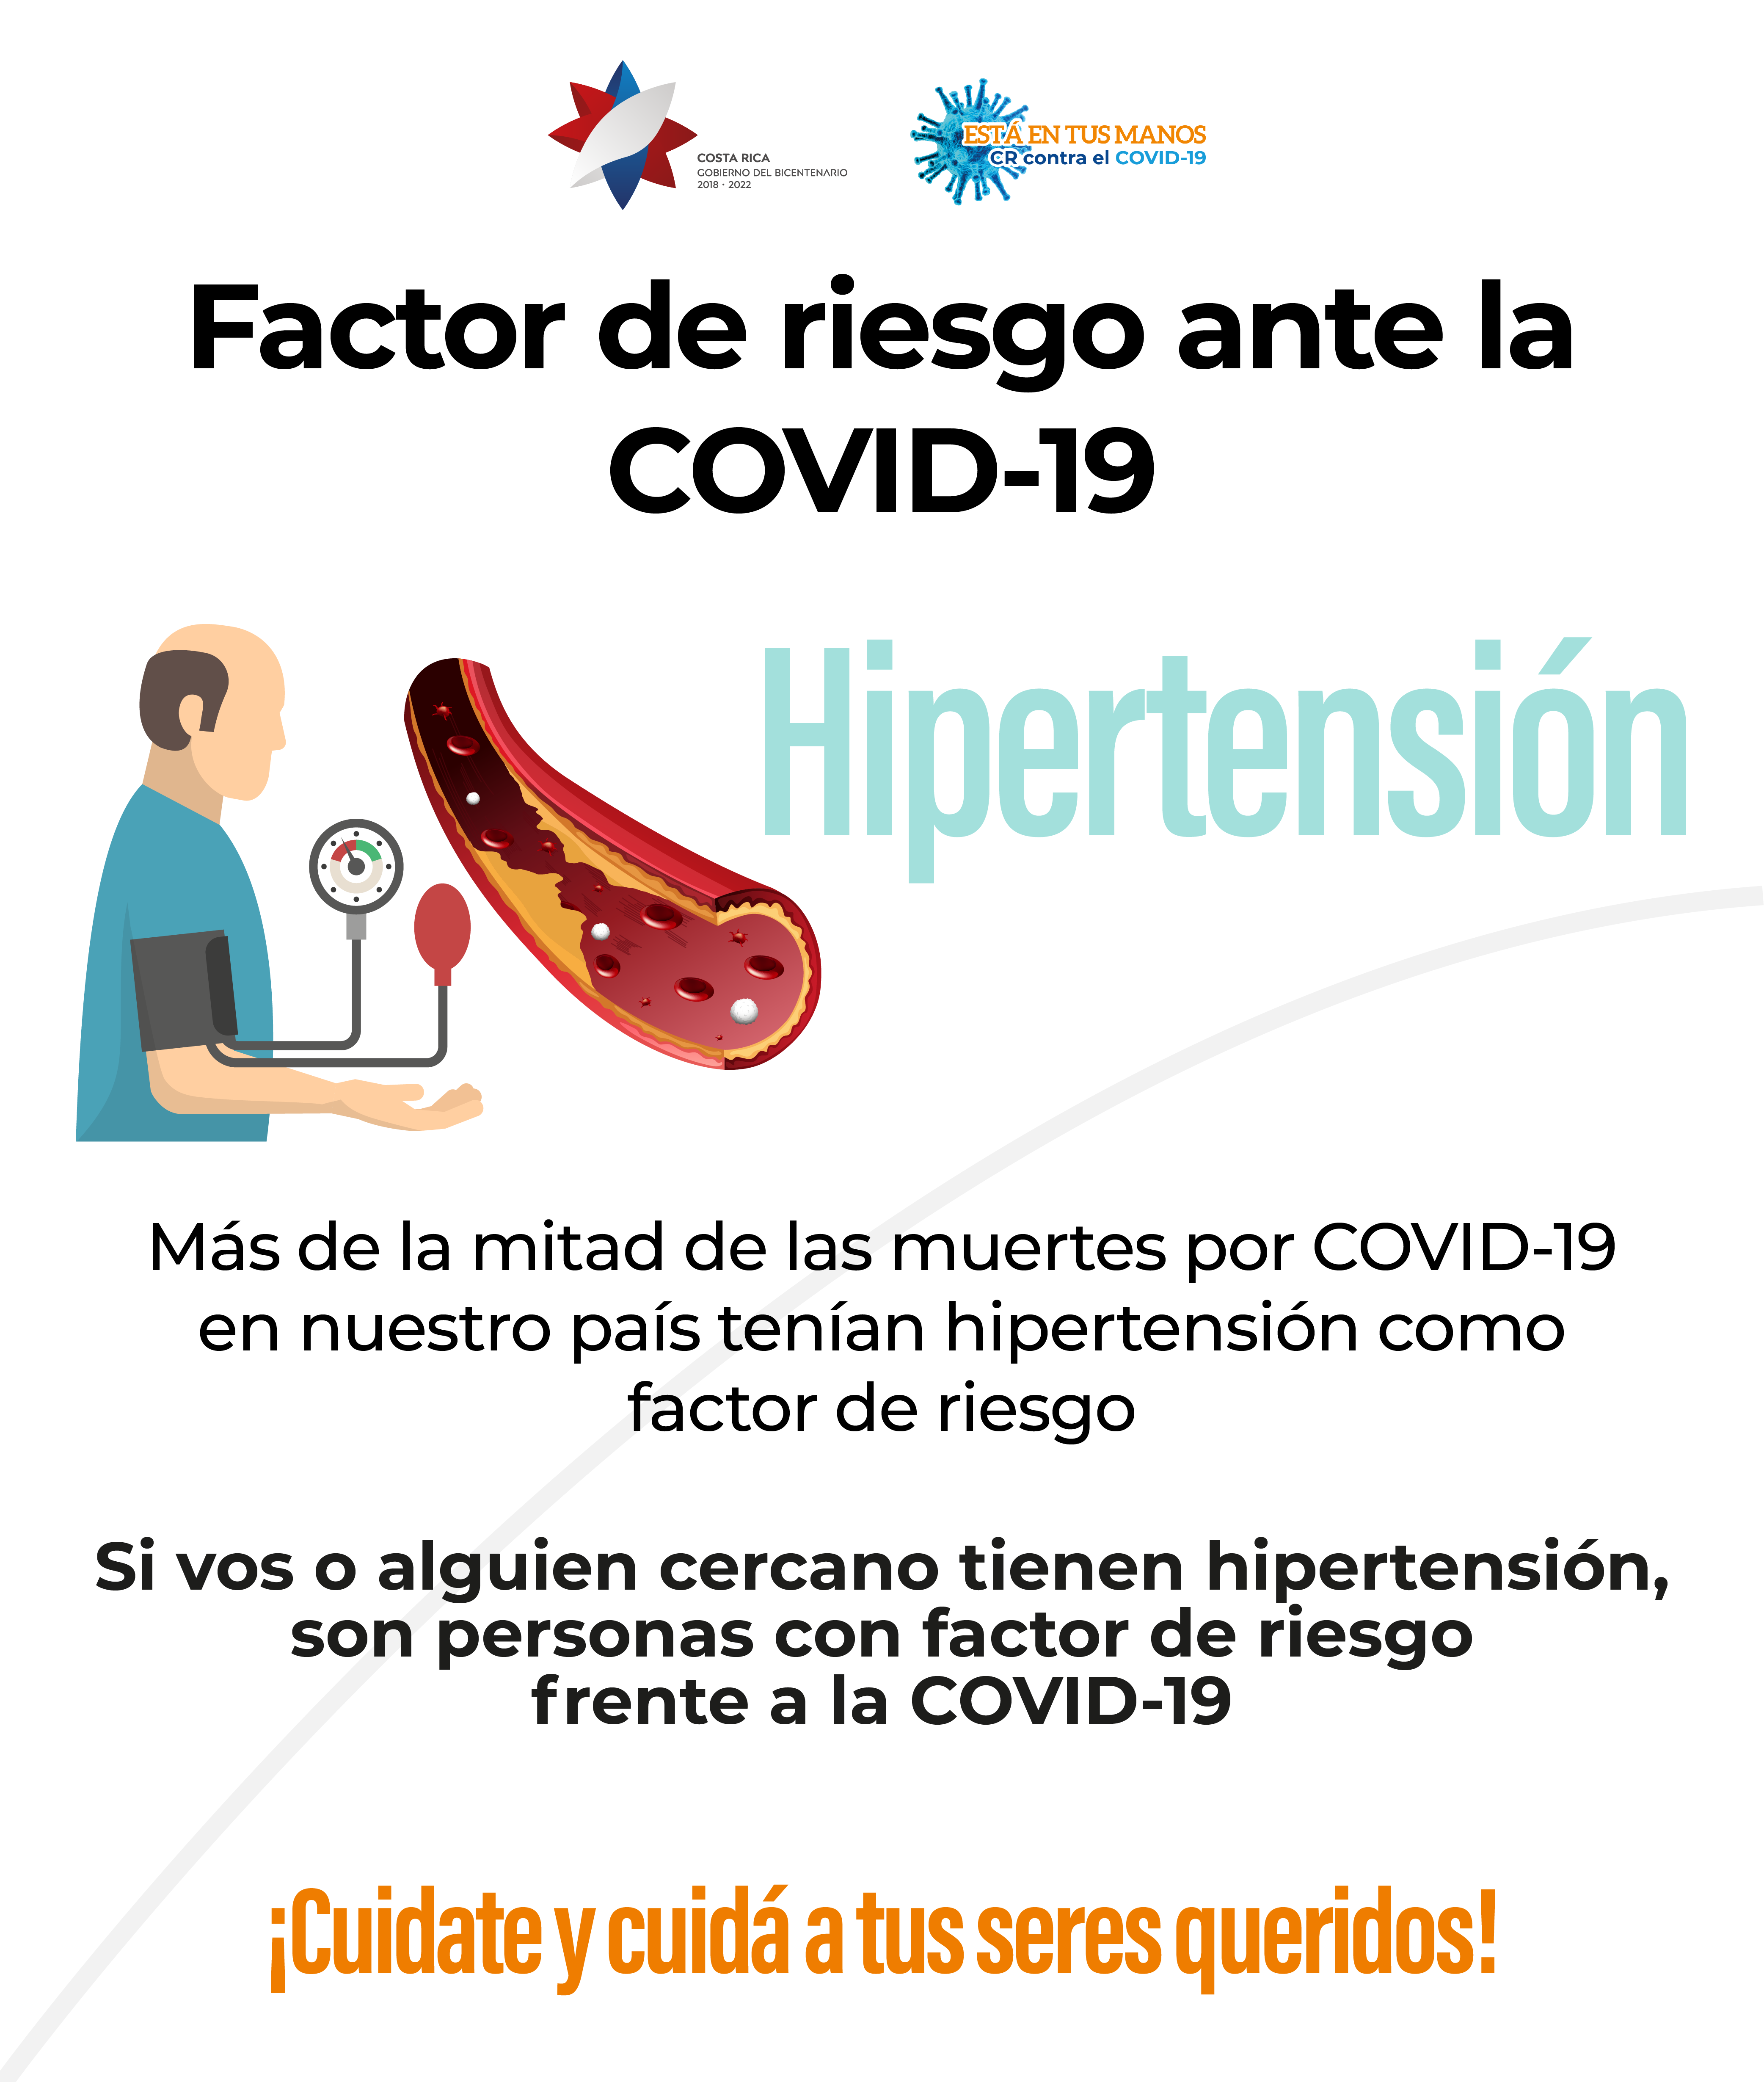 COSTA RICA
GOBIERNO DEL BICENTENARIO
2018 · 2022
ESTÁ EN TUS MANOS
CR contra el COVID-19
Factor de riesgo ante la
COVID-19
Hipertensión
Más de la mitad de las muertes por COVID-19
en nuestro país tenían hipertensión como
factor de riesgo
Si vos o alguien cercano tienen hipertensión,
son personas con factor de riesgo
frente a la COVID-19
¡Cuidate y cuidá a tus seres queridos!